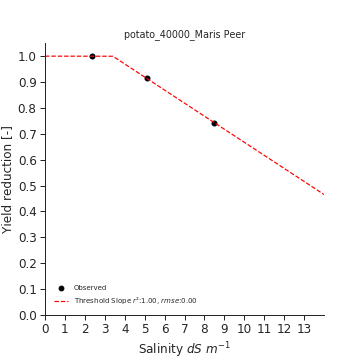 potato_40000_Maris Peer
Yield reduction [-]
1.0
0.9
0.8
0.7
0.6
0.5
0.4
0.3
0.2
0.1
0.0
Observed
Threshold Slope r²:1.00, rmse:0.00
0 1 2 3 4 5 6 7 8 9 10 11 12 13
Salinity dS m⁻¹